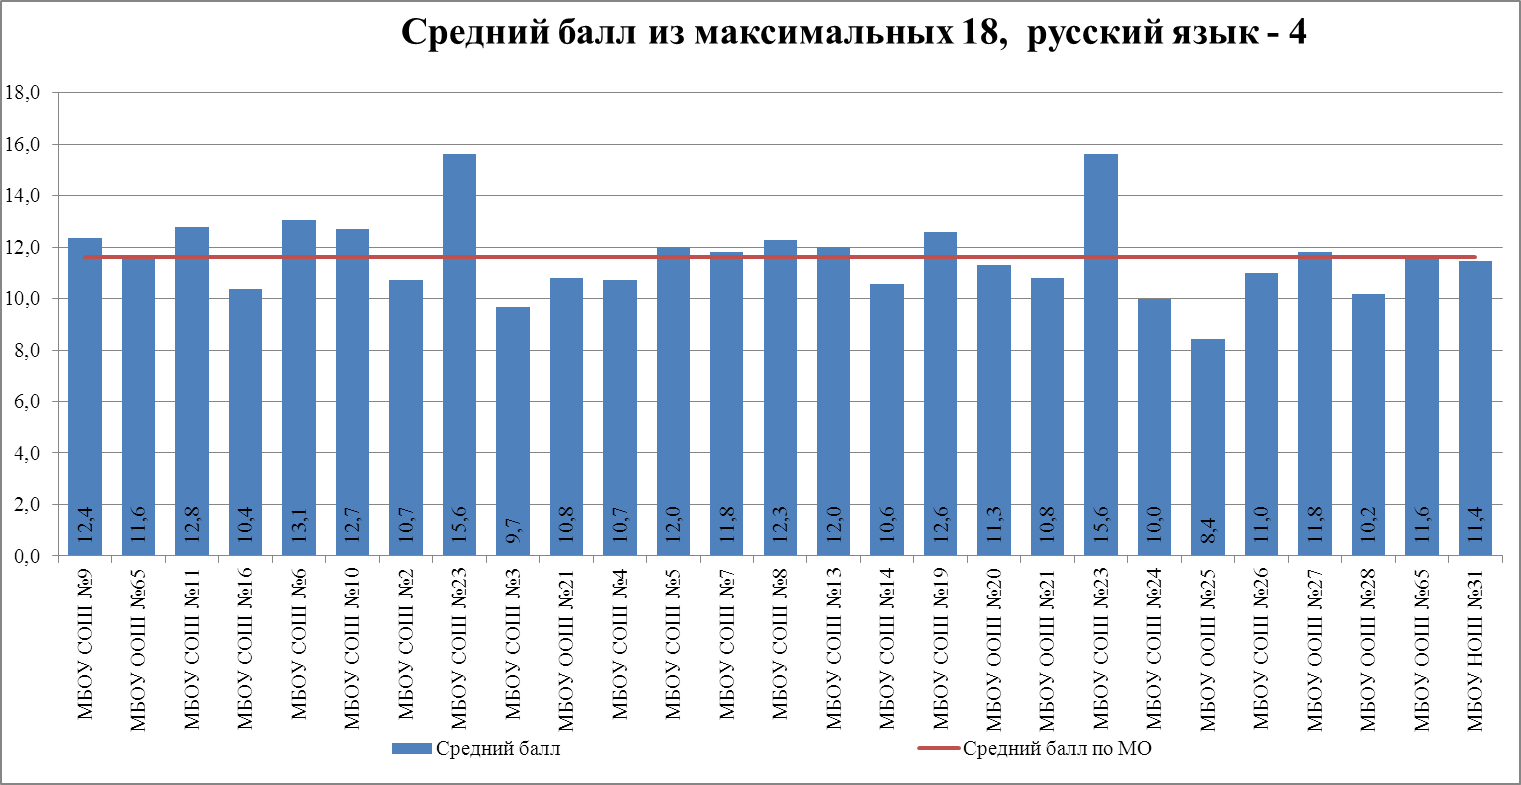 Средний балл из максимальных 18, русский язык - 4
18,0
16,0
14,0
12,0
10,0
8,0
6,0
4,0
2,0
0,0
12,4
11,6
12,8
10,4
13,1
12,7
10,7
15,6
9,7
10,8
10,7
12,0
11,8
12,3
12,0
10,6
12,6
11,3
10,8
15,6
10,0
8,4
11,0
11,8
10,2
11,6
11,4
МБОУ СОШ №9
МБОУ ООШ №65
МБОУ СОШ №11
МБОУ ООШ №16
МБОУ СОШ №6
МБОУ СОШ №10
МБОУ СОШ №2
МБОУ СОШ №23
МБОУ СОШ №3
МБОУ ООШ №21
МБОУ СОШ №4
МБОУ СОШ №5
МБОУ СОШ №7
МБОУ СОШ №8
МБОУ СОШ №13
МБОУ СОШ №14
МБОУ СОШ №19
МБОУ ООШ №20
МБОУ ООШ №21
МБОУ СОШ №23
МБОУ СОШ №24
МБОУ ООШ №25
МБОУ СОШ №26
МБОУ ООШ №27
МБОУ ООШ №28
МБОУ ООШ №65
МБОУ НОШ №31
Средний балл
Средний балл по МО